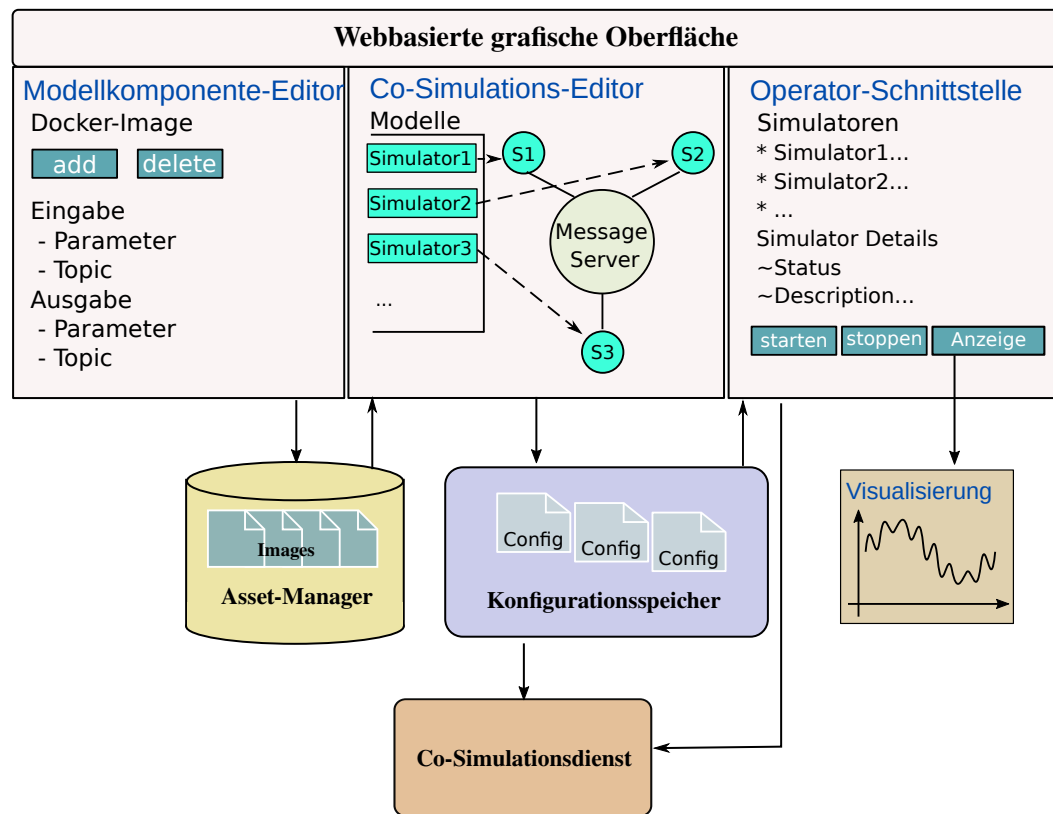 Webbasierte grafische Oberfläche
Modellkomponente-Editor
Docker-Image
add delete
Eingabe
- Parameter
- Topic
Ausgabe
- Parameter
- Topic
Co-Simulations-Editor
Modelle
Simulator1
Simulator2
Simulator3
...
S1
S2
Message
Server
S3
Operator-Schnittstelle
Simulatoren
* Simulator1...
* Simulator2...
* ...
Simulator Details
~Status
~Description...
starten stoppen Anzeige
Images
Asset-Manager
Config
Config
Config
Konfigurationsspeicher
Visualisierung
Co-Simulationsdienst